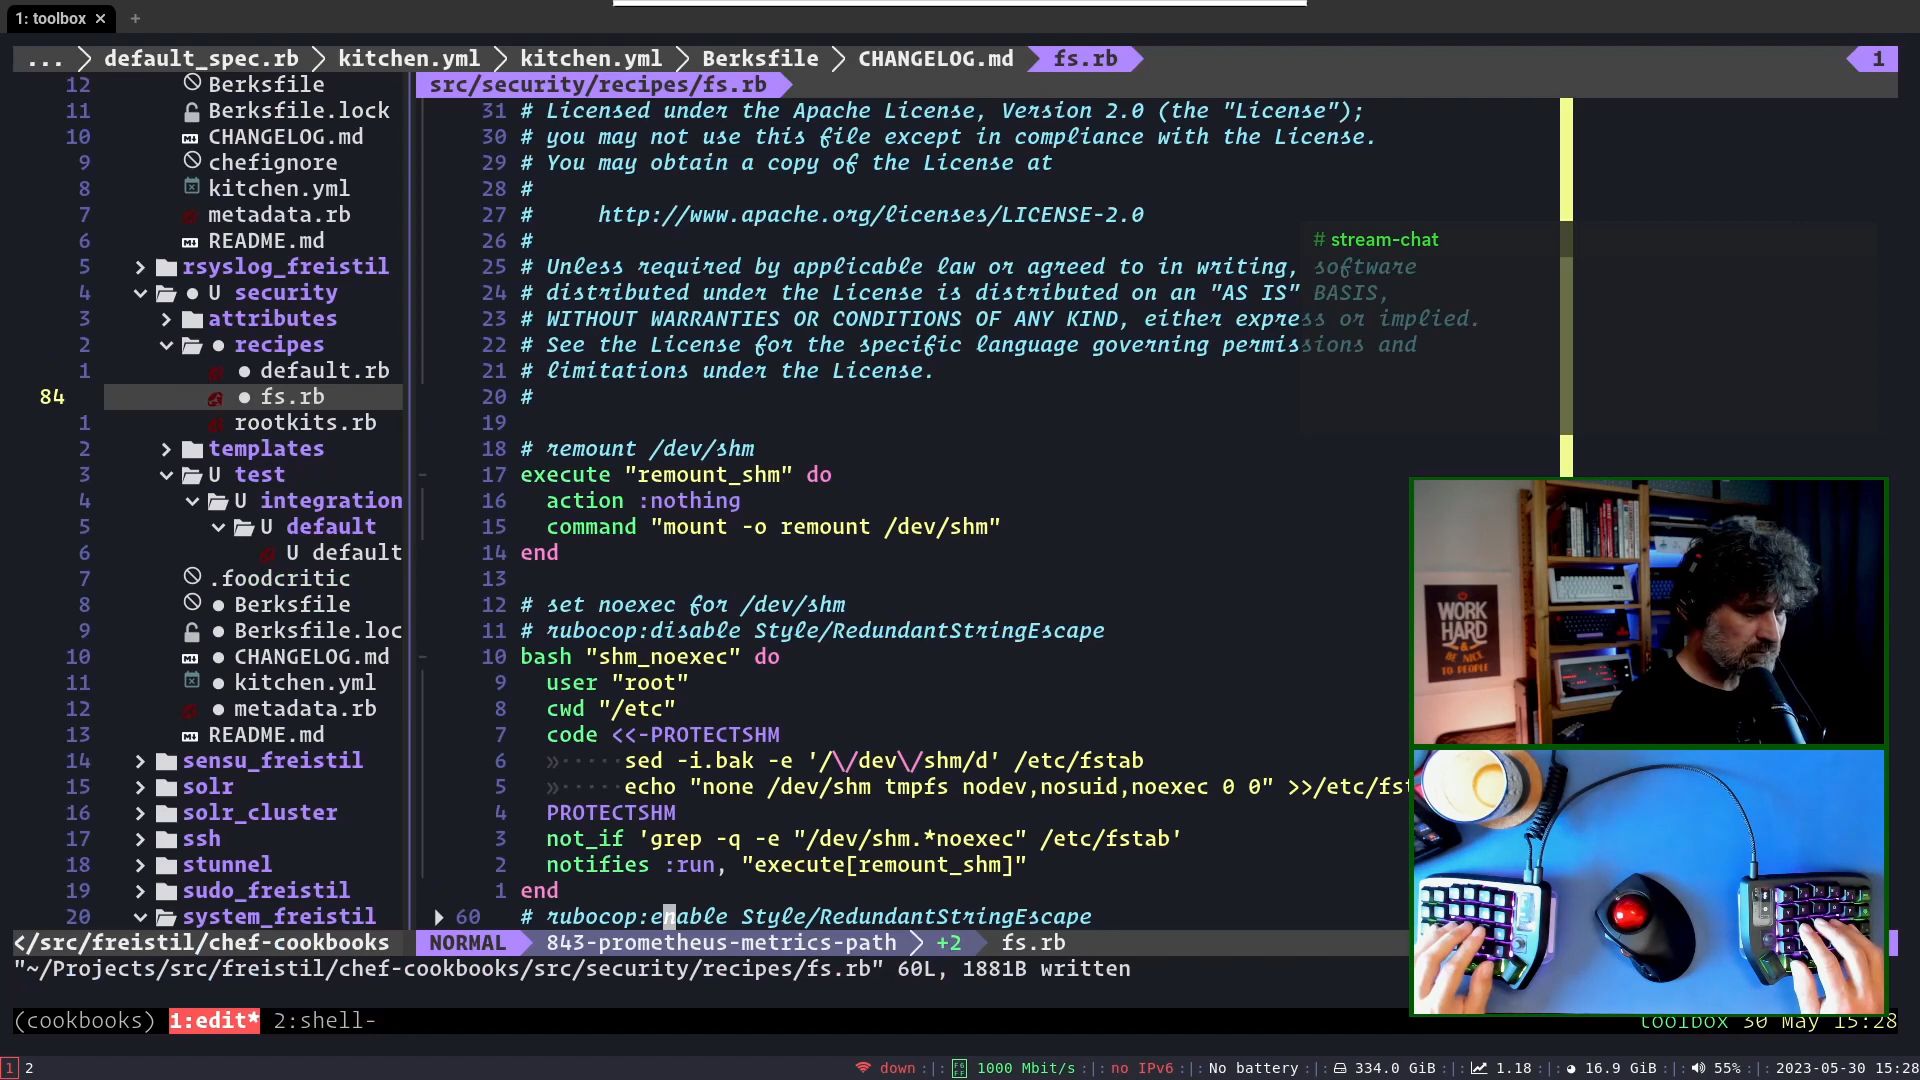 1: toolbox × +
... default_spec.rb kitchen.yml kitchen.yml Berksfile CHANGELOG.md fs.rb 1
12 Berksfile
11 Berksfile.lock
10 CHANGELOG.md
9 chefignore
8 kitchen.yml
7 metadata.rb
6 README.md
5 rsyslog_freistil
4 U security
3 attributes
2 recipes
1 default.rb
84 fs.rb
1 rootkits.rb
2 templates
3 U test
4 U integration
5 U default
6 U default
7 .foodcritic
8 Berksfile
9 Berksfile.loc
10 CHANGELOG.md
11 kitchen.yml
12 metadata.rb
13 README.md
14 sensu_freistil
15 solr
16 solr_cluster
17 ssh
18 stunnel
19 sudo_freistil
20 system_freistil
src/security/recipes/fs.rb
31 # Licensed under the Apache License, Version 2.0 (the "License");
30 # you may not use this file except in compliance with the License.
29 # You may obtain a copy of the License at
28 #
27 #     http://www.apache.org/licenses/LICENSE-2.0
26 #
25 # Unless required by applicable law or agreed to in writing, software
24 # distributed under the License is distributed on an "AS IS" BASIS,
23 # WITHOUT WARRANTIES OR CONDITIONS OF ANY KIND, either express or implied.
22 # See the License for the specific language governing permissions and
21 # limitations under the License.
20 #
19
18 # remount /dev/shm
17 execute "remount_shm" do
16   action :nothing
15   command "mount -o remount /dev/shm"
14 end
13
12 # set noexec for /dev/shm
11 # rubocop:disable Style/RedundantStringEscape
10 bash "shm_noexec" do
9   user "root"
8   cwd "/etc"
7   code <<-PROTECTSHM
6   »·····sed -i.bak -e '/\/dev\/shm/d' /etc/fstab
5   »·····echo "none /dev/shm tmpfs nodev,nosuid,noexec 0 0" >>/etc/fst
4   PROTECTSHM
3   not_if 'grep -q -e "/dev/shm.*noexec" /etc/fstab'
2   notifies :run, "execute[remount_shm]"
1 end
60 # rubocop:enable Style/RedundantStringEscape
# stream-chat
WORK
HARD
&
BE NICE
TO PEOPLE
</src/freistil/chef-cookbooks NORMAL 843-prometheus-metrics-path +2 fs.rb
"~/Projects/src/freistil/chef-cookbooks/src/security/recipes/fs.rb" 60L, 1881B written
(cookbooks) 1:edit* 2:shell- toolbox 30 May 15:28
1 2 down :|: 1000 Mbit/s :|: no IPv6 :|: No battery :|: 334.0 GiB :|: 1.18 :|: 16.9 GiB :|: 55% :|: 2023-05-30 15:28